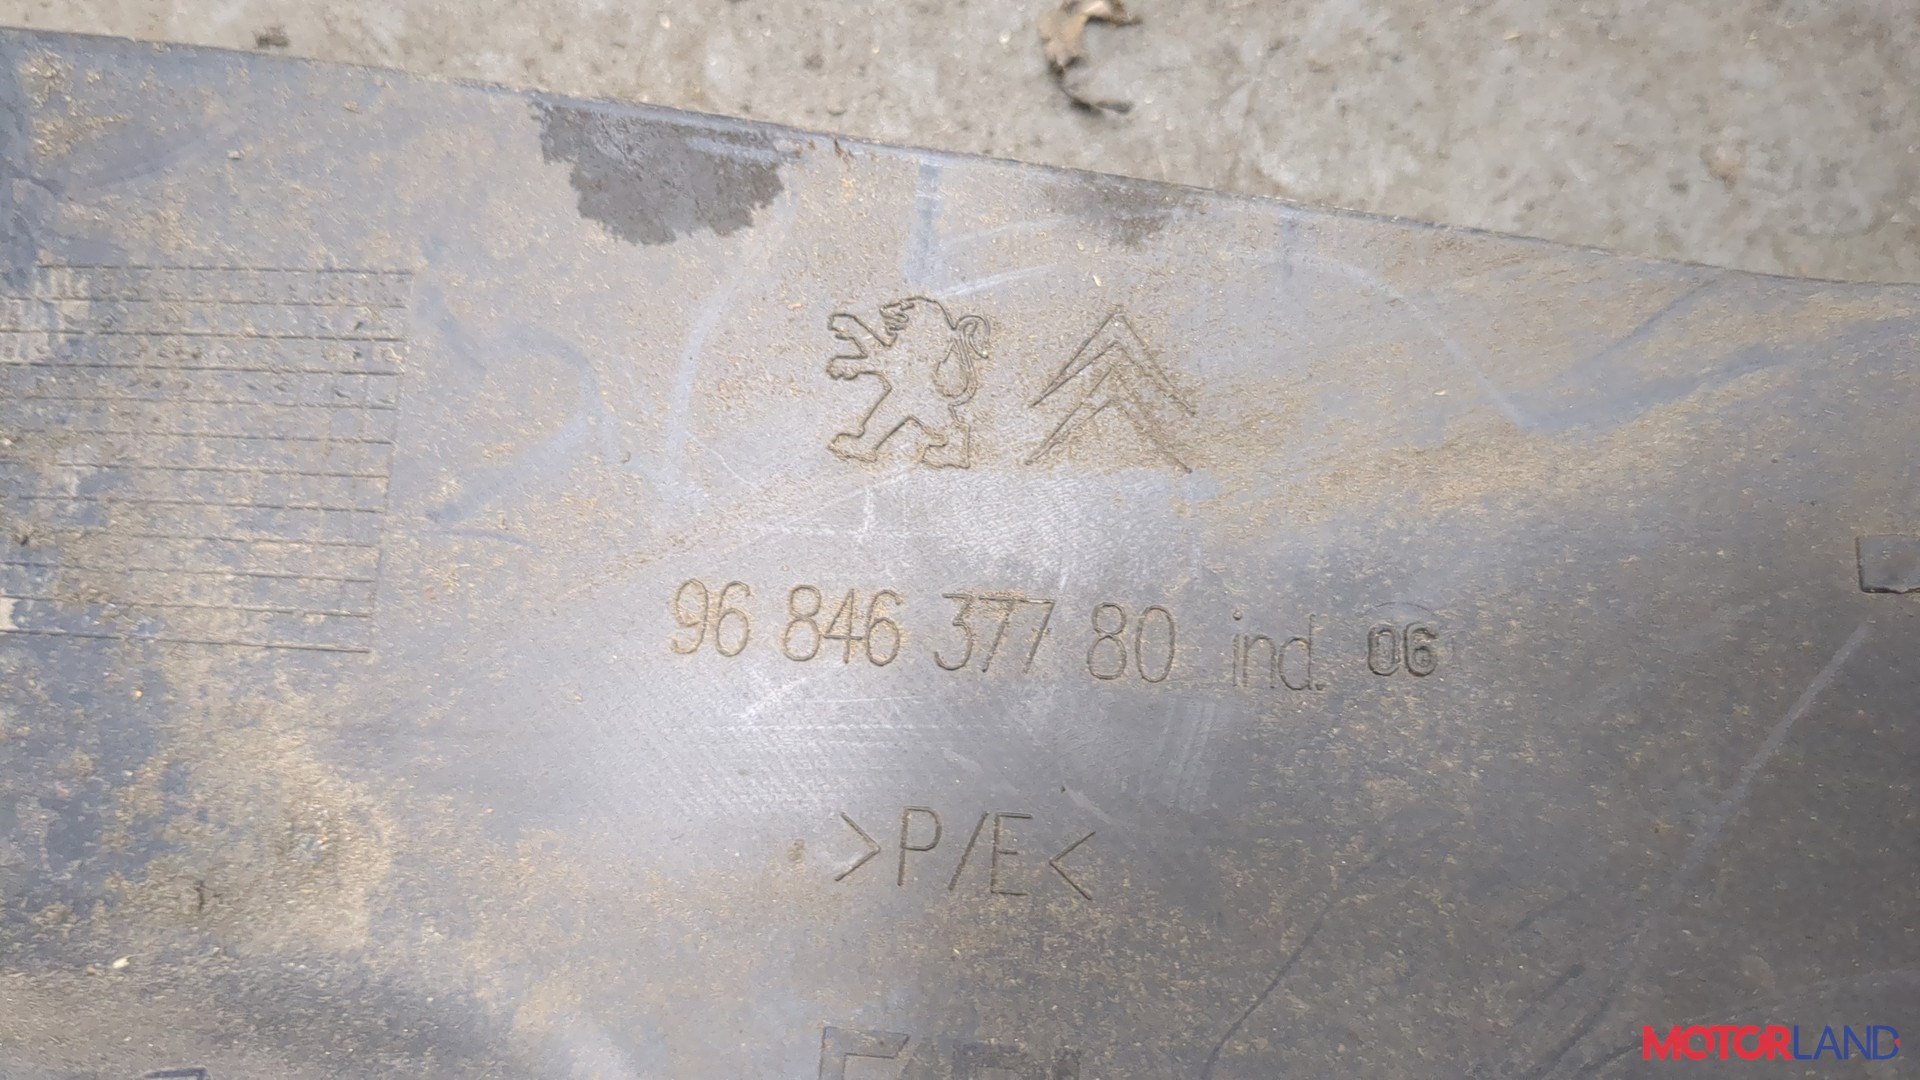 96 846 377 80 ind. 06
>P/E<
MOTORLAND